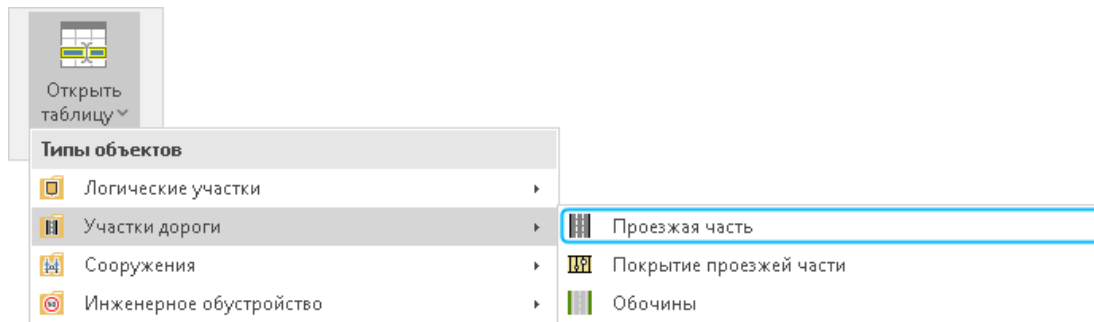 Открыть
таблицу
Типы объектов
Логические участки
Участки дороги
Проезжая часть
Сооружения
Покрытие проезжей части
Инженерное обустройство
Обочины